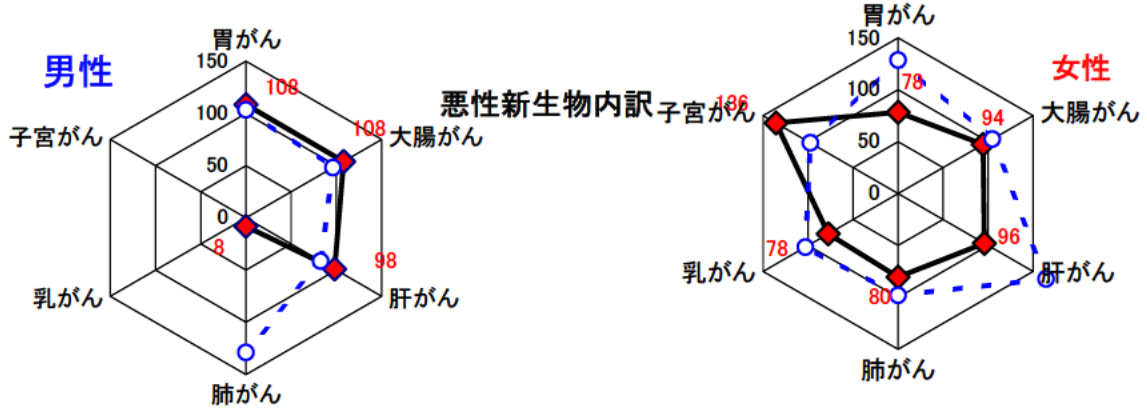 男性
胃がん
150
108
100
子宮がん
108
大腸がん
50
0
8
98
乳がん
肝がん
肺がん
悪性新生物内訳
女性
胃がん
150
78
100
子宮がん
136
94
大腸がん
50
0
78
96
乳がん
肝がん
80
肺がん